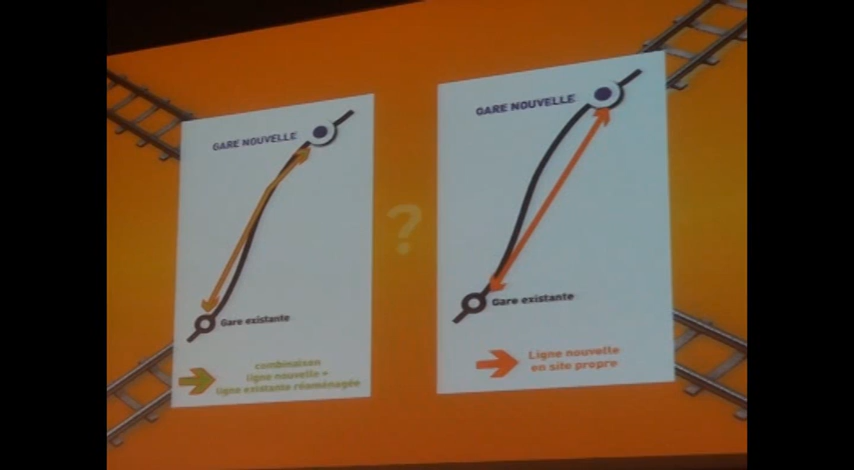 GARE NOUVELLE
Gare existante
combinaison
ligne nouvelle +
ligne existante réaménagée
?
GARE NOUVELLE
Gare existante
Ligne nouvelle
en site propre